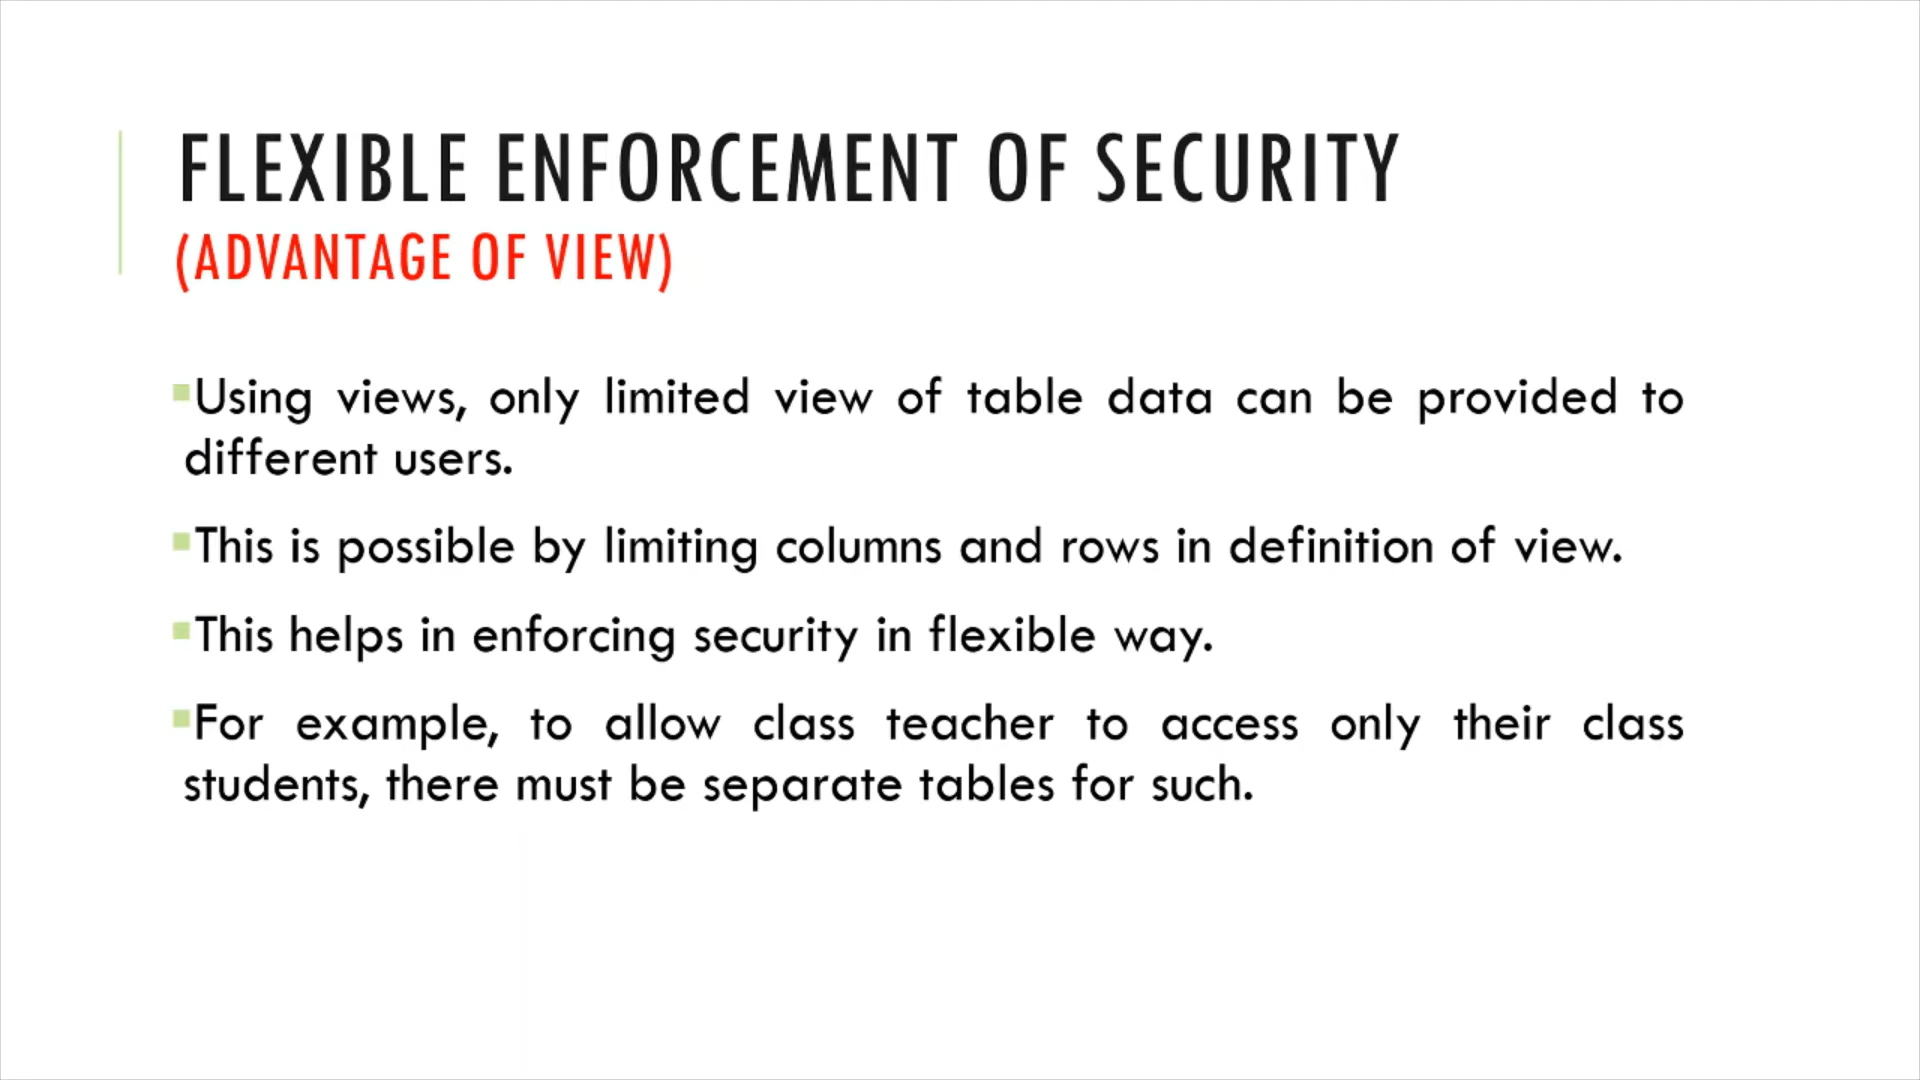 FLEXIBLE ENFORCEMENT OF SECURITY
(ADVANTAGE OF VIEW)
▪Using views, only limited view of table data can be provided to
different users.
▪This is possible by limiting columns and rows in definition of view.
▪This helps in enforcing security in flexible way.
▪For example, to allow class teacher to access only their class
students, there must be separate tables for such.